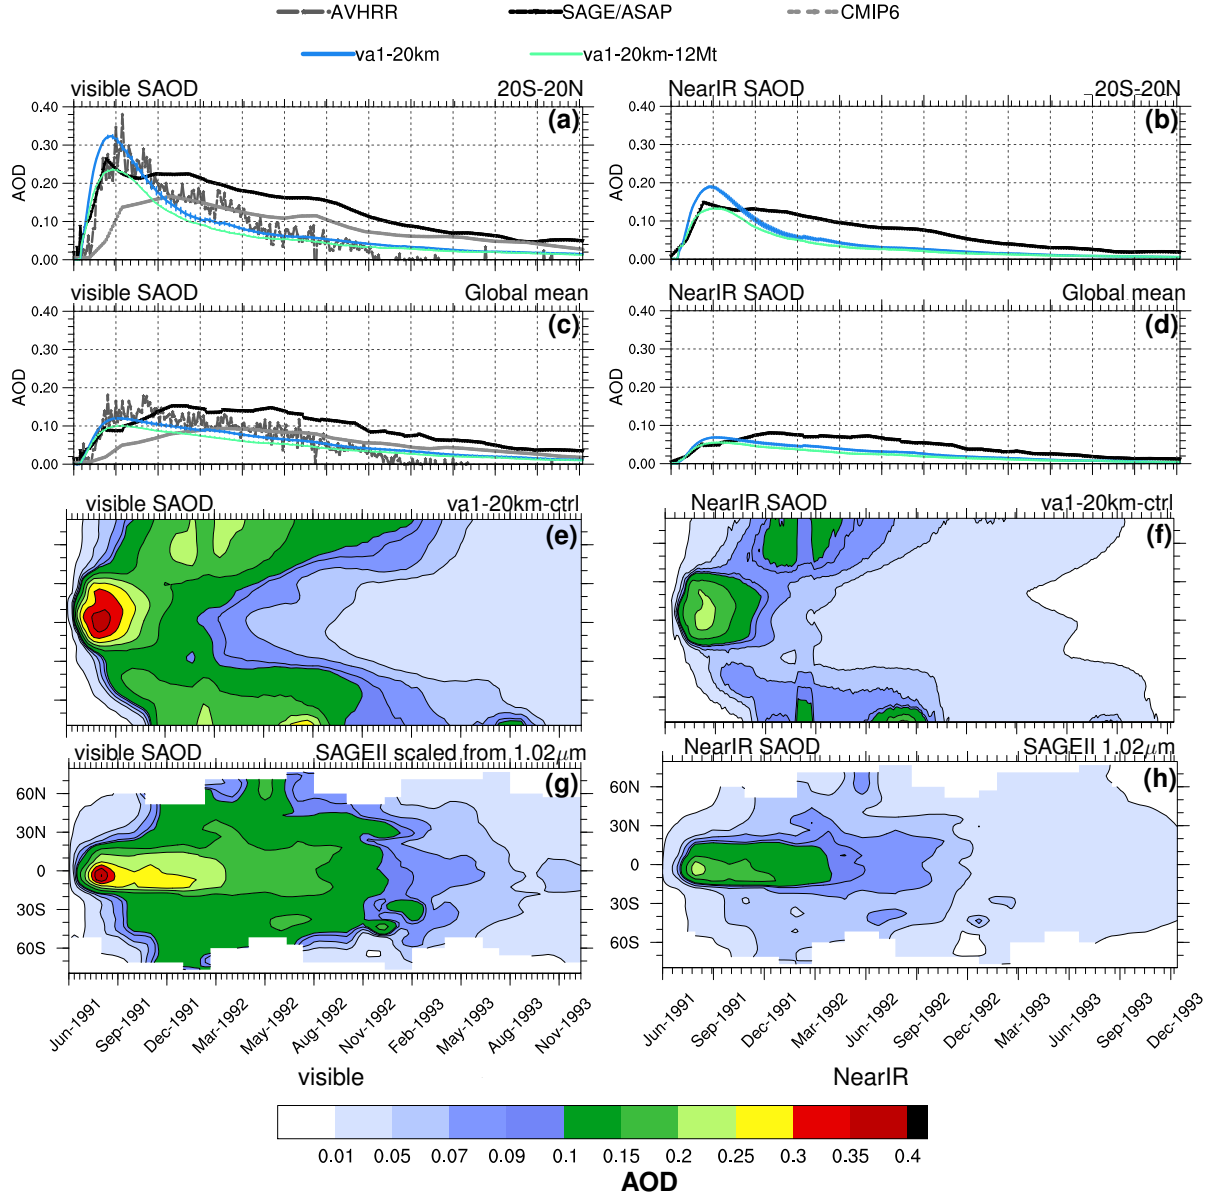 AVHRR SAGE/ASAP CMIP6
va1-20km va1-20km-12Mt
visible SAOD 20S-20N NearIR SAOD 20S-20N
(a) (b)
0.40 0.30 0.20 0.10 0.00 AOD
0.40 0.30 0.20 0.10 0.00 AOD
visible SAOD Global mean NearIR SAOD Global mean
(c) (d)
0.40 0.30 0.20 0.10 0.00 AOD
0.40 0.30 0.20 0.10 0.00 AOD
visible SAOD va1-20km-ctrl NearIR SAOD va1-20km-ctrl
(e) (f)
visible SAOD SAGEII scaled from 1.02μm NearIR SAOD SAGEII 1.02μm
(g) (h)
60N 30N 0 30S 60S
60N 30N 0 30S 60S
Jun-1991 Sep-1991 Dec-1991 Mar-1992 May-1992 Aug-1992 Nov-1992 Feb-1993 May-1993 Aug-1993 Nov-1993
Jun-1991 Sep-1991 Dec-1991 Mar-1992 Jun-1992 Sep-1992 Dec-1992 Mar-1993 Jun-1993 Sep-1993 Dec-1993
visible NearIR
0.01 0.05 0.07 0.09 0.1 0.15 0.2 0.25 0.3 0.35 0.4
AOD